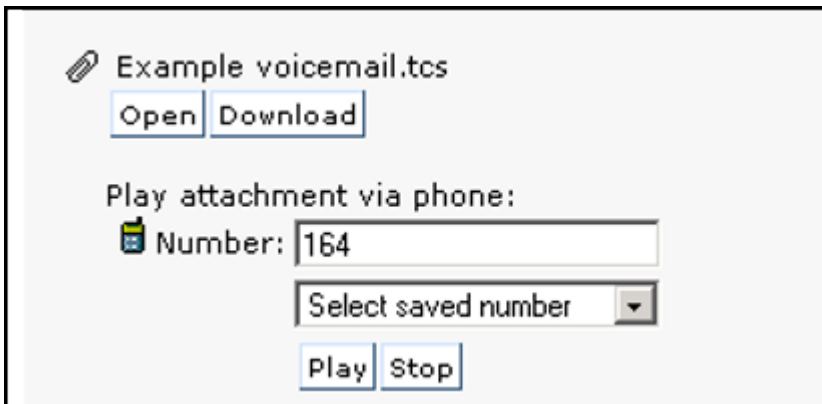 Example voicemail.tcs
Open Download
Play attachment via phone:
Number: 164
Select saved number
Play Stop